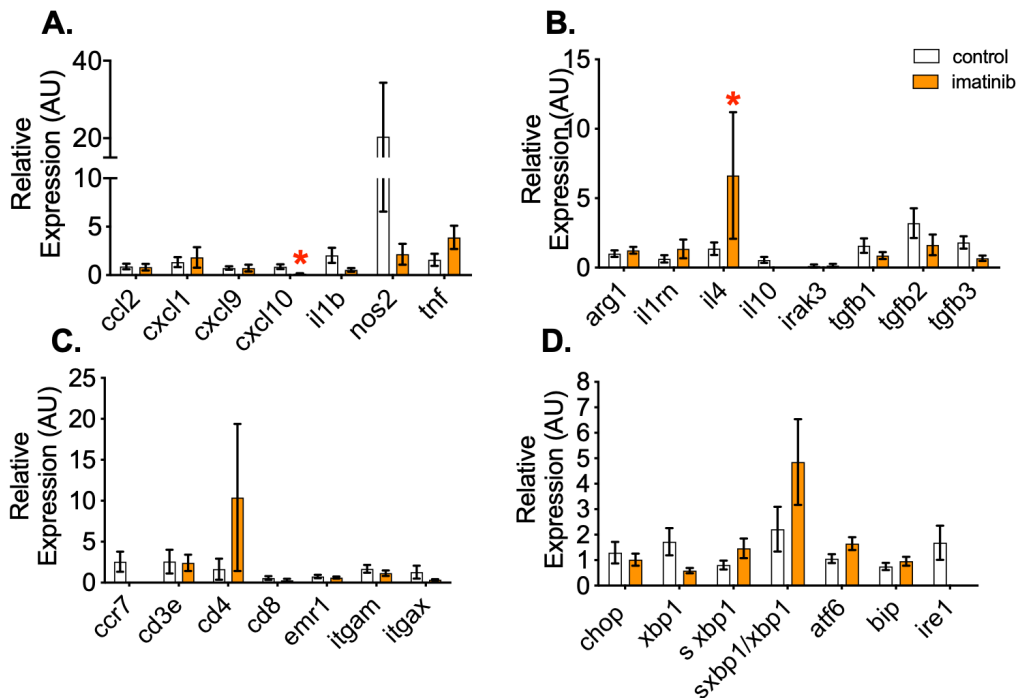 A.
Relative
Expression (AU)
40
20
10
5
0
ccl2
cxcl1
cxcl9
cxcl10
il1b
nos2
tnf
*
B.
Relative
Expression (AU)
15
10
5
0
arg1
il1rn
il4
il10
irak3
tgfb1
tgfb2
tgfb3
*
control
imatinib
C.
Relative
Expression (AU)
25
20
15
10
5
0
ccr7
cd3e
cd4
cd8
emr1
itgam
itgax
D.
Relative
Expression (AU)
8
7
6
5
4
3
2
1
0
chop
xbp1
s xbp1
sxbp1/xbp1
atf6
bip
ire1